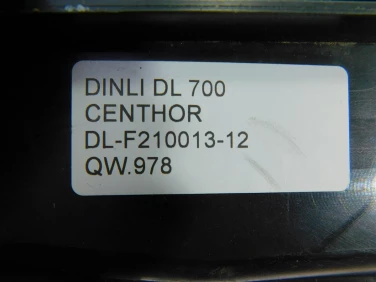 DINLI DL 700
CENTHOR
DL-F210013-12
QW.978